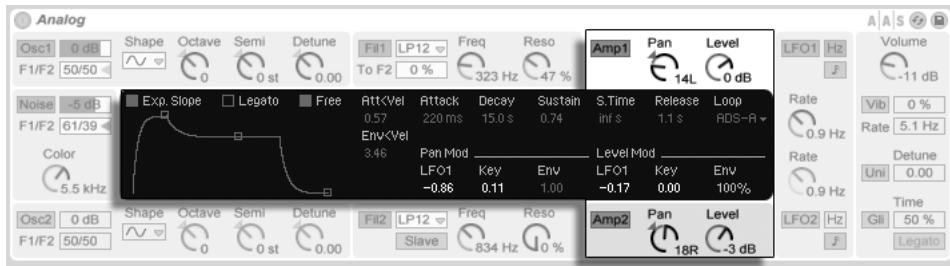 Analog
A|A|S
Osc1 0 dB Shape Octave Semi Detune
F1/F2 50/50 0 0 st 0.00
Fil1 LP12 Freq Reso
To F2 0 % 323 Hz 47 %
Amp1 Pan Level
14L 0 dB
LFO1 Hz
Volume
-11 dB
Noise -5 dB
F1/F2 61/39
Color
5.5 kHz
Exp. Slope Legato Free
Att<Vel Attack Decay Sustain S.Time Release Loop
0.57 220 ms 15.0 s 0.74 inf s 1.1 s ADS-A
Env<Vel
3.46 Pan Mod Level Mod
LFO1 Key Env LFO1 Key Env
-0.86 0.11 1.00 -0.17 0.00 100%
Rate
0.9 Hz
Rate
0.9 Hz
Vib 0 %
Rate 5.1 Hz
Detune
Uni 0.00
Osc2 0 dB Shape Octave Semi Detune
F1/F2 50/50 0 0 st 0.00
Fil2 LP12 Freq Reso
Slave 834 Hz 0 %
Amp2 Pan Level
18R -3 dB
LFO2 Hz
Time
Gli 50 %
Legato